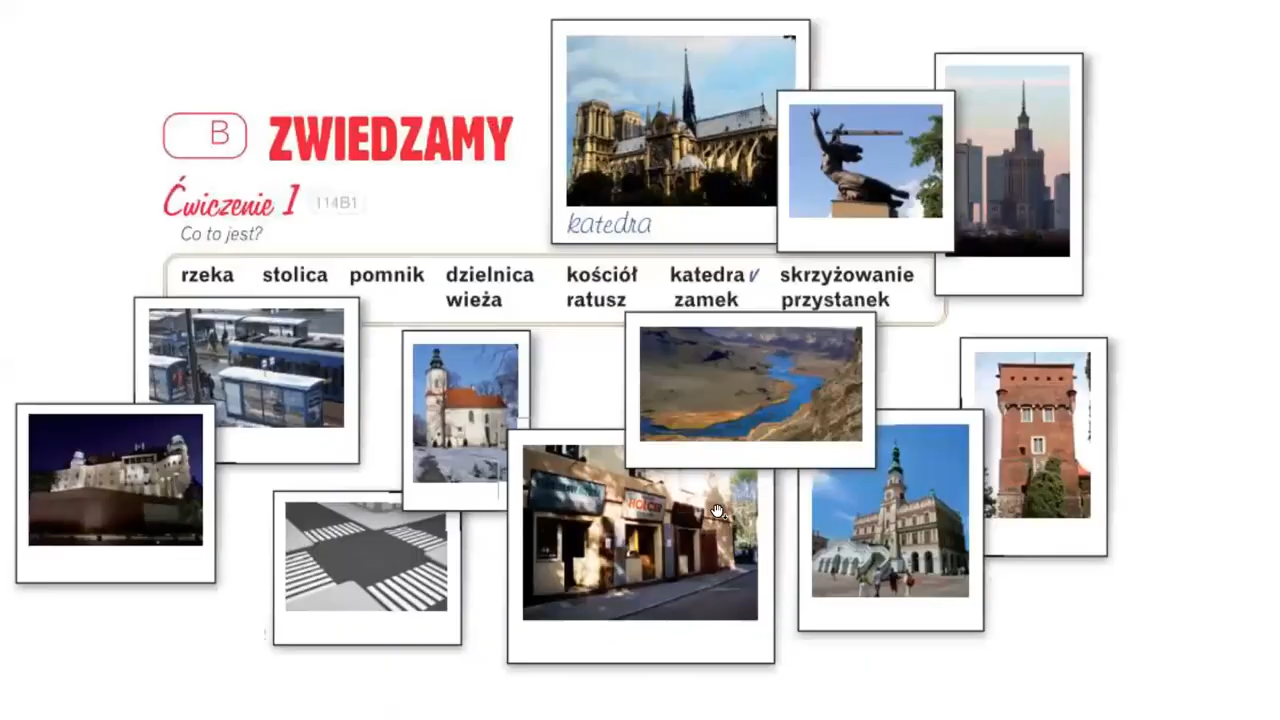 B ZWIEDZAMY
Ćwiczenie 1 114B1
Co to jest?
katedra
rzeka stolica pomnik dzielnica kościół katedra skrzyżowanie
wieża ratusz zamek przystanek